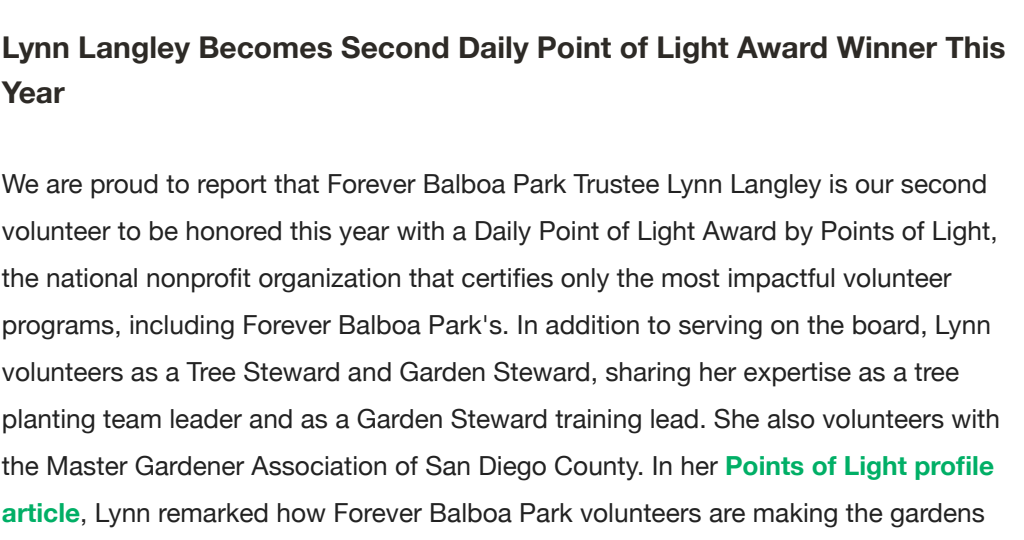 Lynn Langley Becomes Second Daily Point of Light Award Winner This
Year
We are proud to report that Forever Balboa Park Trustee Lynn Langley is our second
volunteer to be honored this year with a Daily Point of Light Award by Points of Light,
the national nonprofit organization that certifies only the most impactful volunteer
programs, including Forever Balboa Park's. In addition to serving on the board, Lynn
volunteers as a Tree Steward and Garden Steward, sharing her expertise as a tree
planting team leader and as a Garden Steward training lead. She also volunteers with
the Master Gardener Association of San Diego County. In her Points of Light profile
article, Lynn remarked how Forever Balboa Park volunteers are making the gardens